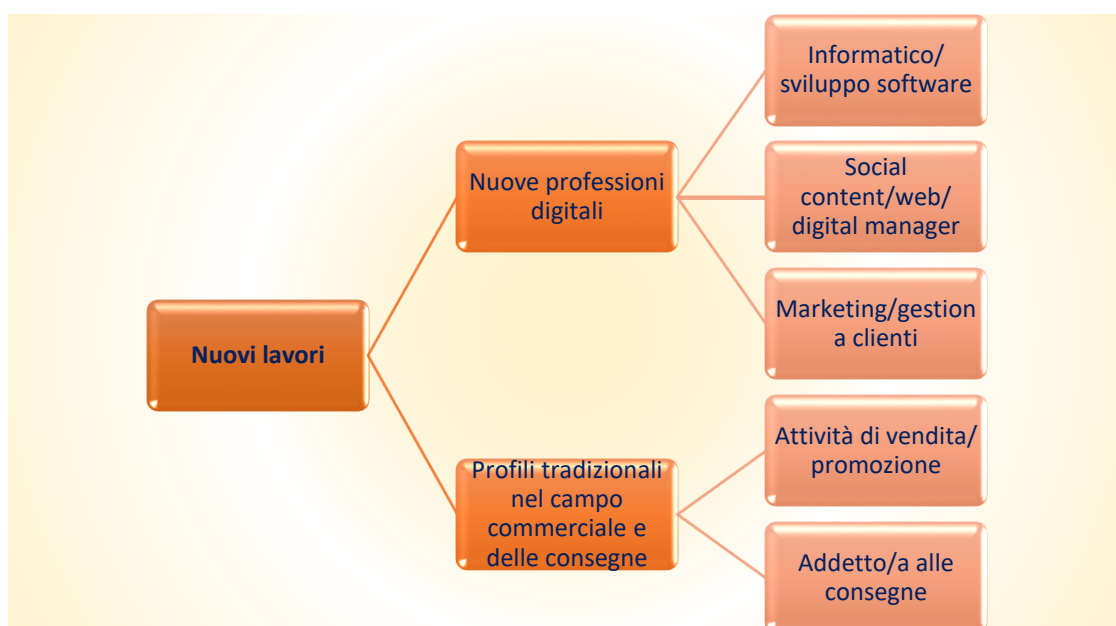 Nuovi lavori
Nuove professioni
digitali
Informatico/
sviluppo software
Social
content/web/
digital manager
Marketing/gestion
a clienti
Profili tradizionali
nel campo
commerciale e
delle consegne
Attività di vendita/
promozione
Addetto/a alle
consegne